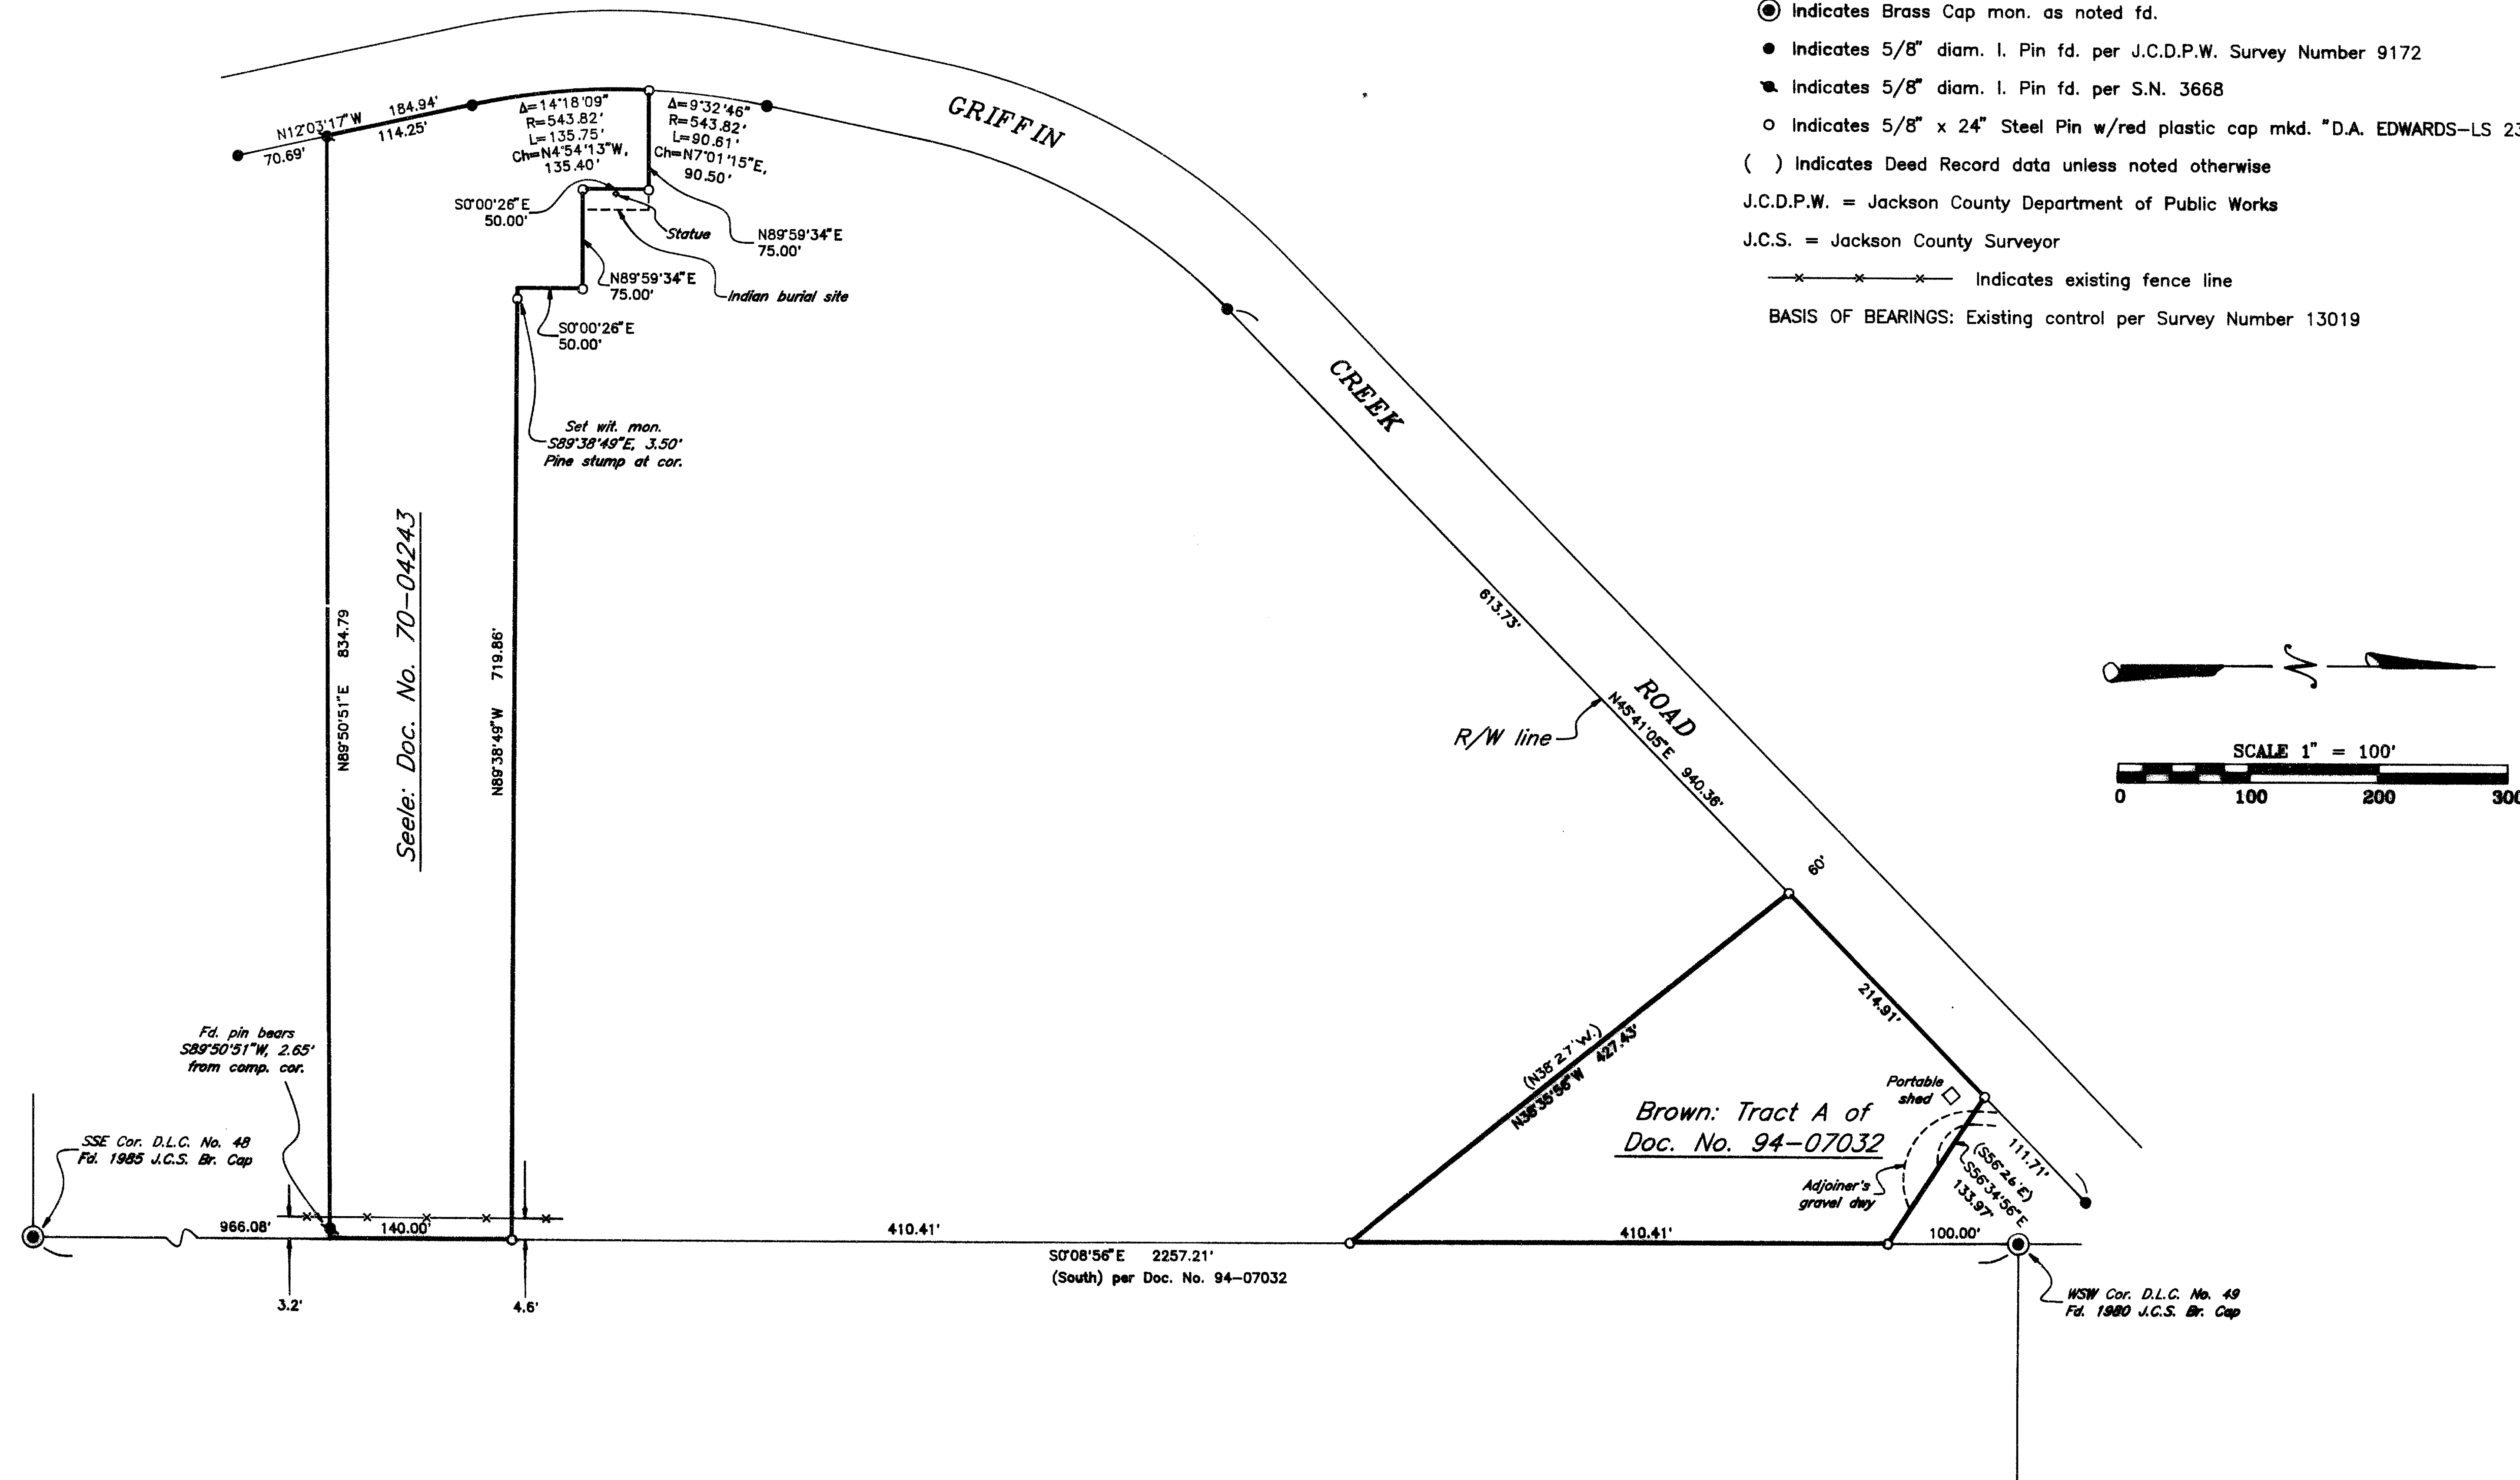 Indicates Brass Cap mon. as noted fd.
Indicates 5/8" diam. I. Pin fd. per J.C.D.P.W. Survey Number 9172
Indicates 5/8" diam. I. Pin fd. per S.N. 3668
Indicates 5/8" x 24" Steel Pin w/red plastic cap mkd. "D.A. EDWARDS-LS 23
( ) Indicates Deed Record data unless noted otherwise
J.C.D.P.W. = Jackson County Department of Public Works
J.C.S. = Jackson County Surveyor
Indicates existing fence line
BASIS OF BEARINGS: Existing control per Survey Number 13019
N12°03'17"W
184.94'
114.25'
70.69'
Δ=14°18'09"
R=543.82'
L=135.75'
Ch=N4°54'13"W,
135.40'
Δ=9°32'46"
R=543.82'
L=90.61'
Ch=N7°01'15"E,
90.50'
GRIFFIN
CREEK
ROAD
S0°00'26"E
50.00'
Statue
N89°59'34"E
75.00'
N89°59'34"E
75.00'
Indian burial site
S0°00'26"E
50.00'
Set wit. mon.
S89°38'49"E, 3.50'
Pine stump at cor.
Seele: Doc. No. 70-04243
N89°50'51"E 834.79
N89°38'49"W 719.86'
613.73'
R/W line
N45°41'05"E 940.36'
60'
SCALE 1" = 100'
0 100 200 300
214.91'
(N38°27'W.)
427.43'
N38°35'56"W
Portable
shed
Brown: Tract A of
Doc. No. 94-07032
Adjoiner's
gravel dwy
111.71'
(S56°26'E)
S56°34'56"E
133.97'
Fd. pin bears
S89°50'51"W, 2.65'
from comp. cor.
SSE Cor. D.L.C. No. 48
Fd. 1985 J.C.S. Br. Cap
966.08'
140.00'
410.41'
410.41'
100.00'
S0°08'56"E 2257.21'
(South) per Doc. No. 94-07032
3.2'
4.6'
WSW Cor. D.L.C. No. 49
Fd. 1980 J.C.S. Br. Cap